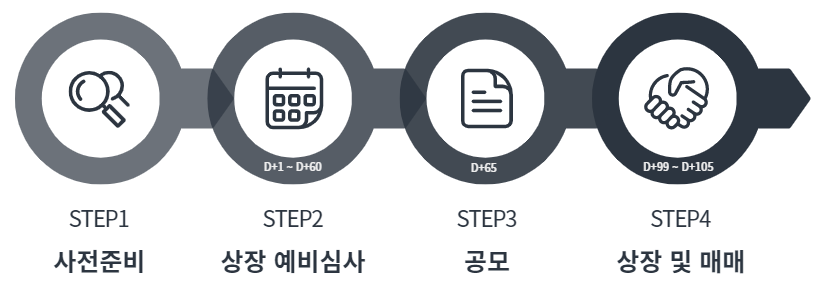 D+1 ~ D+60
D+65
D+99 ~ D+105
STEP1
STEP2
STEP3
STEP4
사전준비
상장 예비심사
공모
상장 및 매매